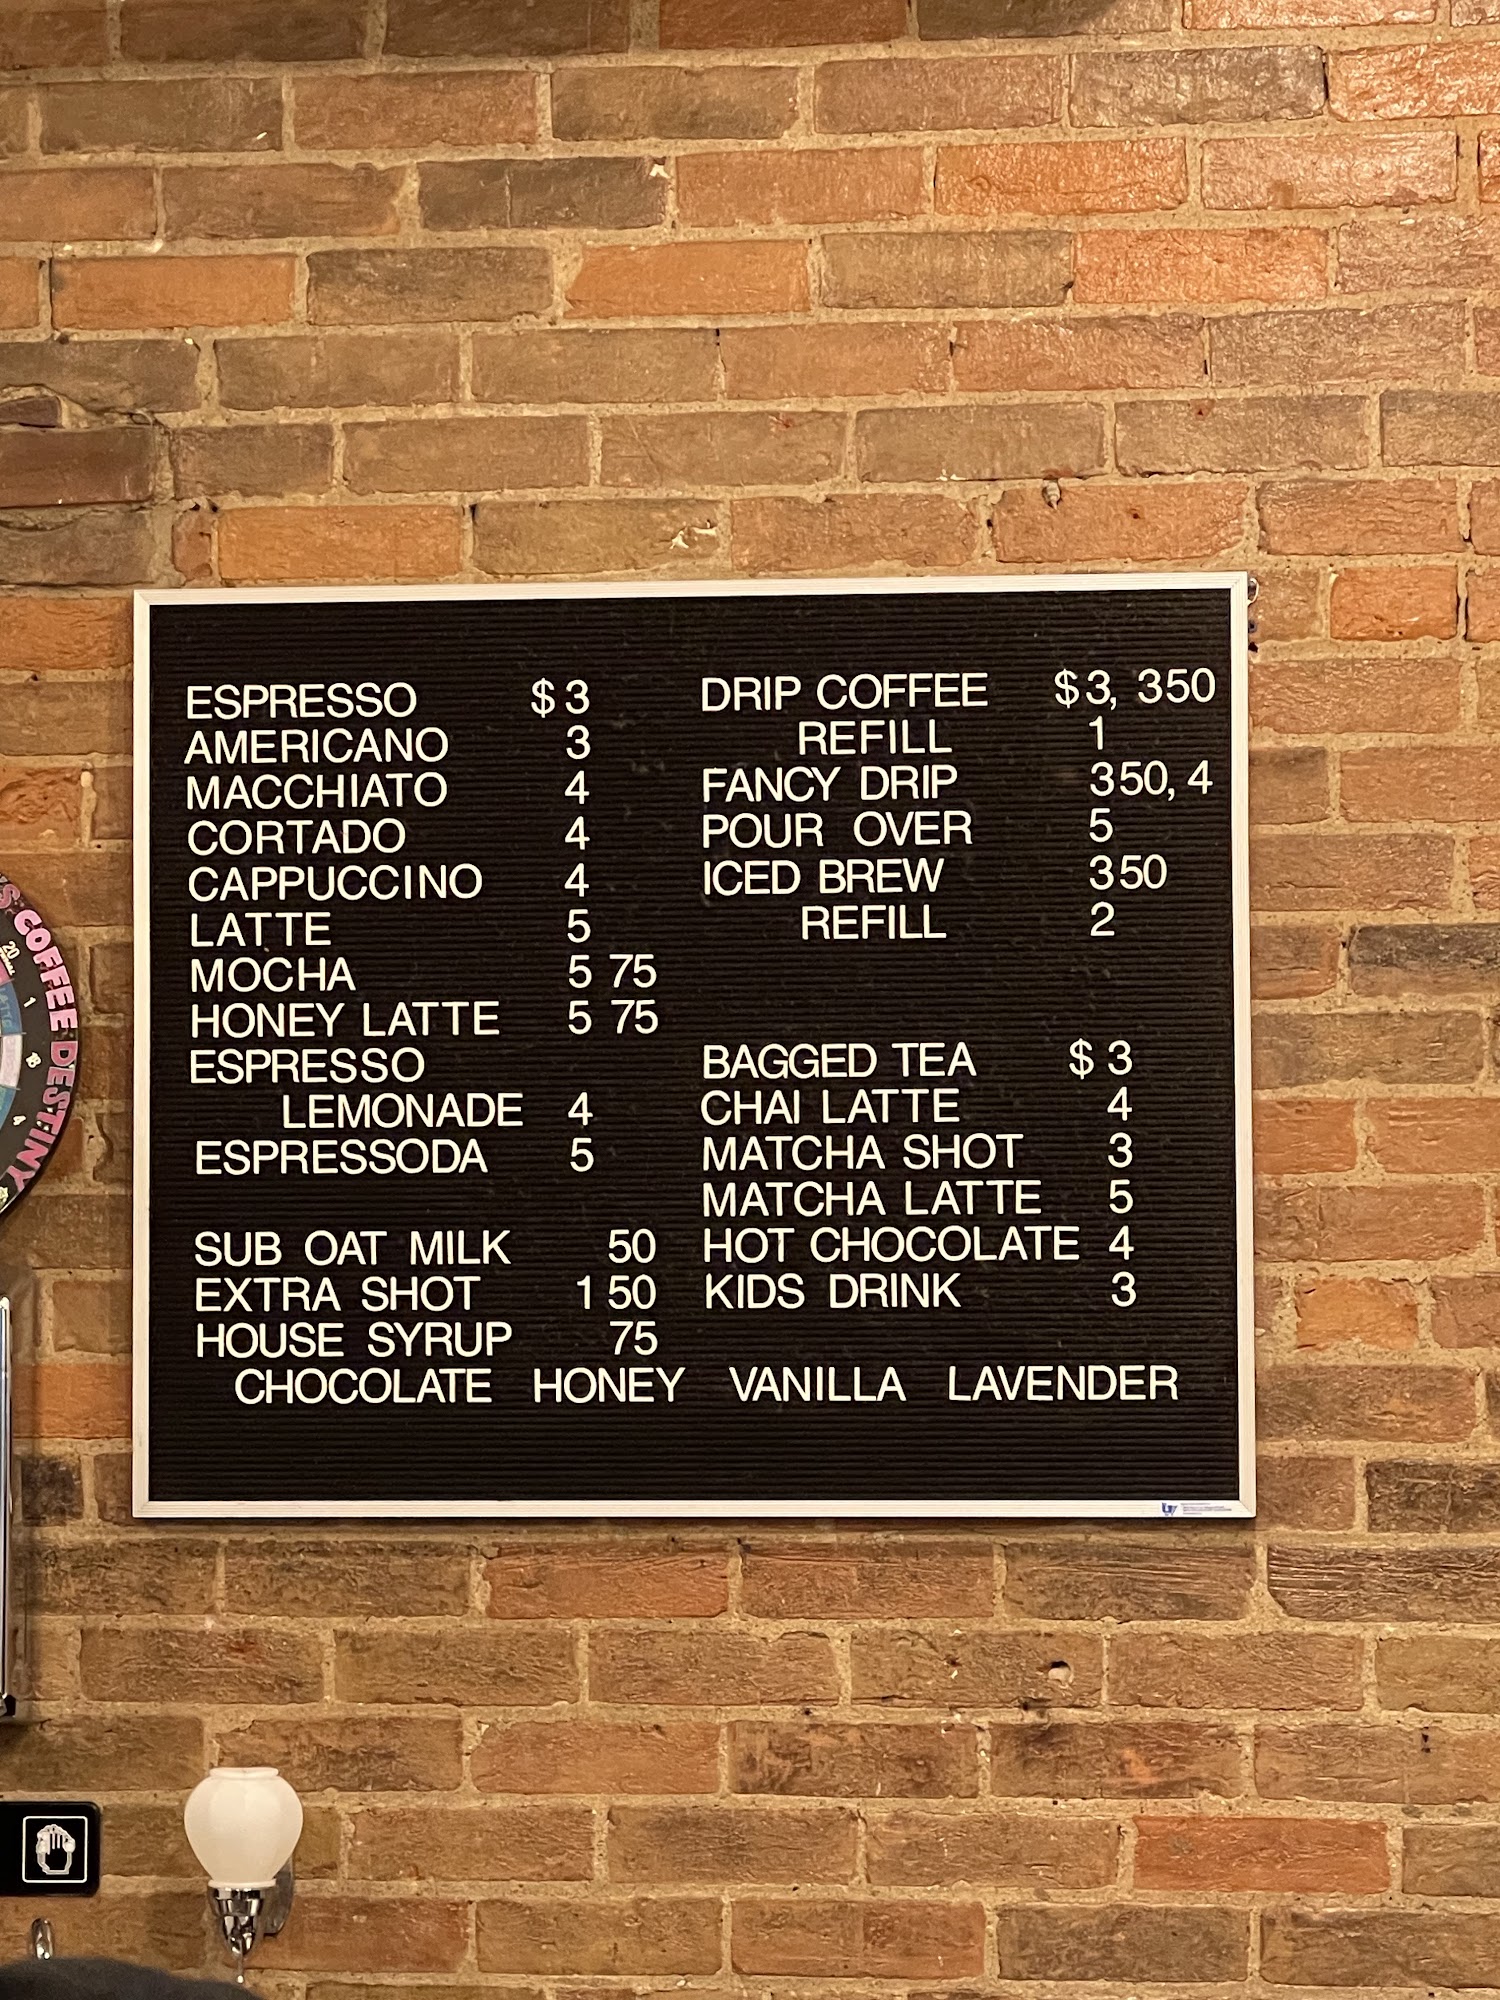 ESPRESSO $3
AMERICANO 3
MACCHIATO 4
CORTADO 4
CAPPUCCINO 4
LATTE 5
MOCHA 5 75
HONEY LATTE 5 75
ESPRESSO
LEMONADE 4
ESPRESSODA 5
SUB OAT MILK 50
EXTRA SHOT 1 50
HOUSE SYRUP 75
DRIP COFFEE $3, 350
REFILL 1
FANCY DRIP 350, 4
POUR OVER 5
ICED BREW 350
REFILL 2
BAGGED TEA $3
CHAI LATTE 4
MATCHA SHOT 3
MATCHA LATTE 5
HOT CHOCOLATE 4
KIDS DRINK 3
CHOCOLATE HONEY VANILLA LAVENDER
COFFEE DESTINY
20
1
18
4